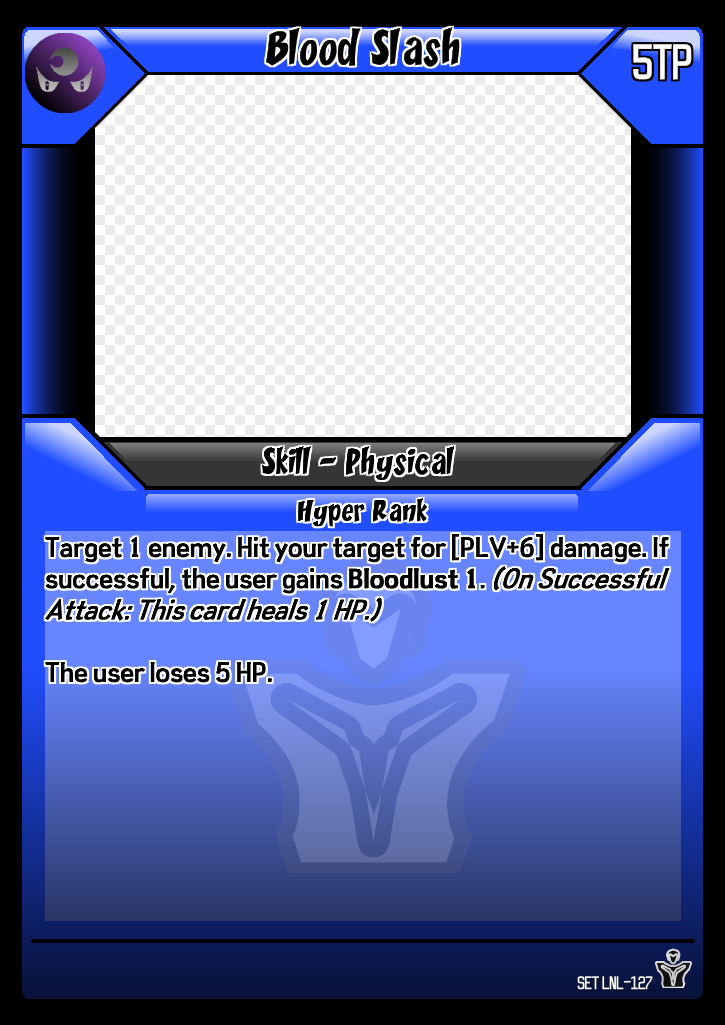 Blood Slash
5TP
Skill - Physical
Hyper Rank
Target 1 enemy. Hit your target for [PLV+6] damage. If
successful, the user gains Bloodlust 1. (On Successful
Attack: This card heals 1 HP.)
The user loses 5 HP.
SET LNL-127